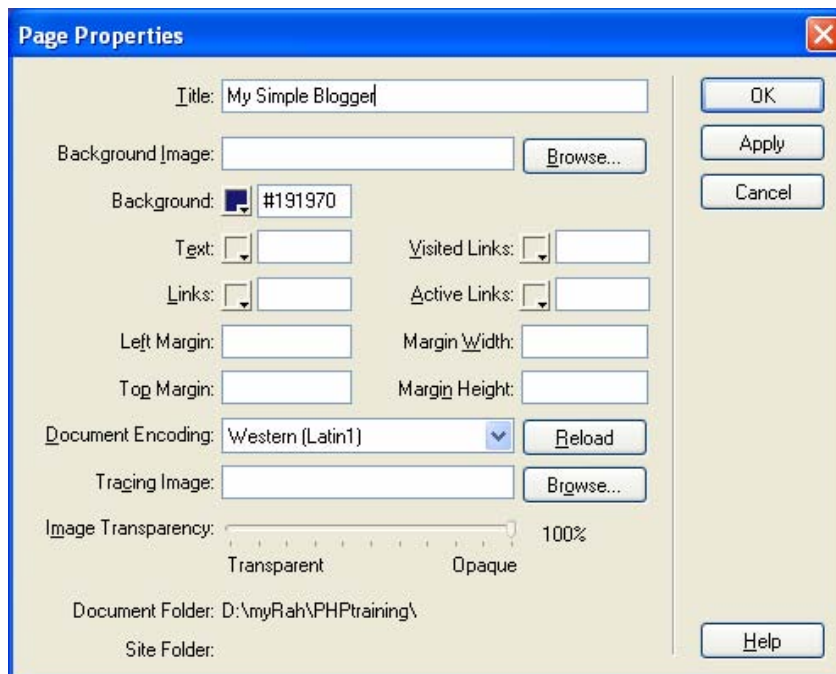 Page Properties
Title: My Simple Blogger
OK
Background Image: Browse...
Apply
Background: #191970
Cancel
Text: Visited Links:
Links: Active Links:
Left Margin: Margin Width:
Top Margin: Margin Height:
Document Encoding: Western (Latin1) Reload
Tracing Image: Browse...
Image Transparency: 100%
Transparent Opaque
Document Folder: D:\myRah\PHPtraining\
Site Folder:
Help